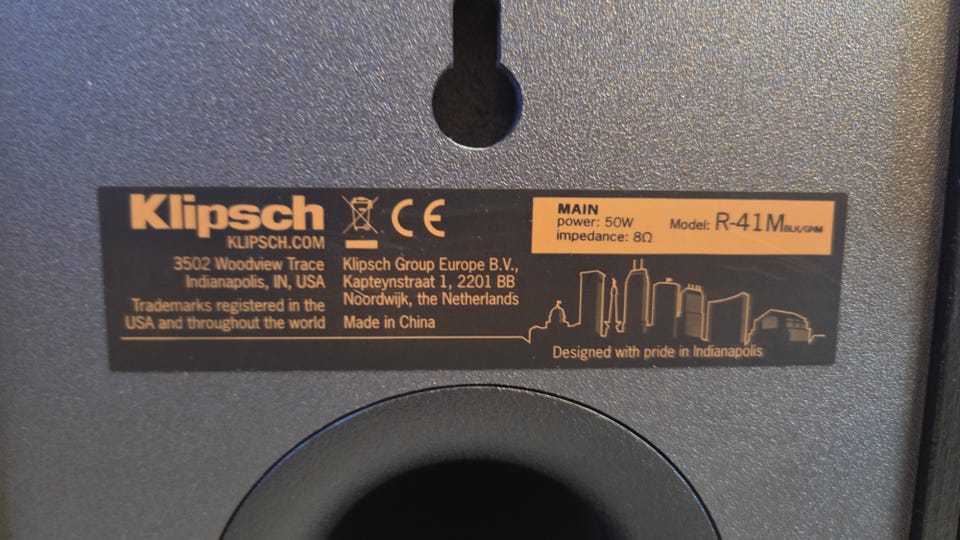 Klipsch
KLIPSCH.COM
3502 Woodview Trace
Indianapolis, IN, USA
Trademarks registered in the
USA and throughout the world
CE
Klipsch Group Europe B.V.,
Kapteynstraat 1, 2201 BB
Noordwijk, the Netherlands
Made in China
MAIN
power: 50W
impedance: 8Ω
Model: R-41M BLK/GNM
Designed with pride in Indianapolis